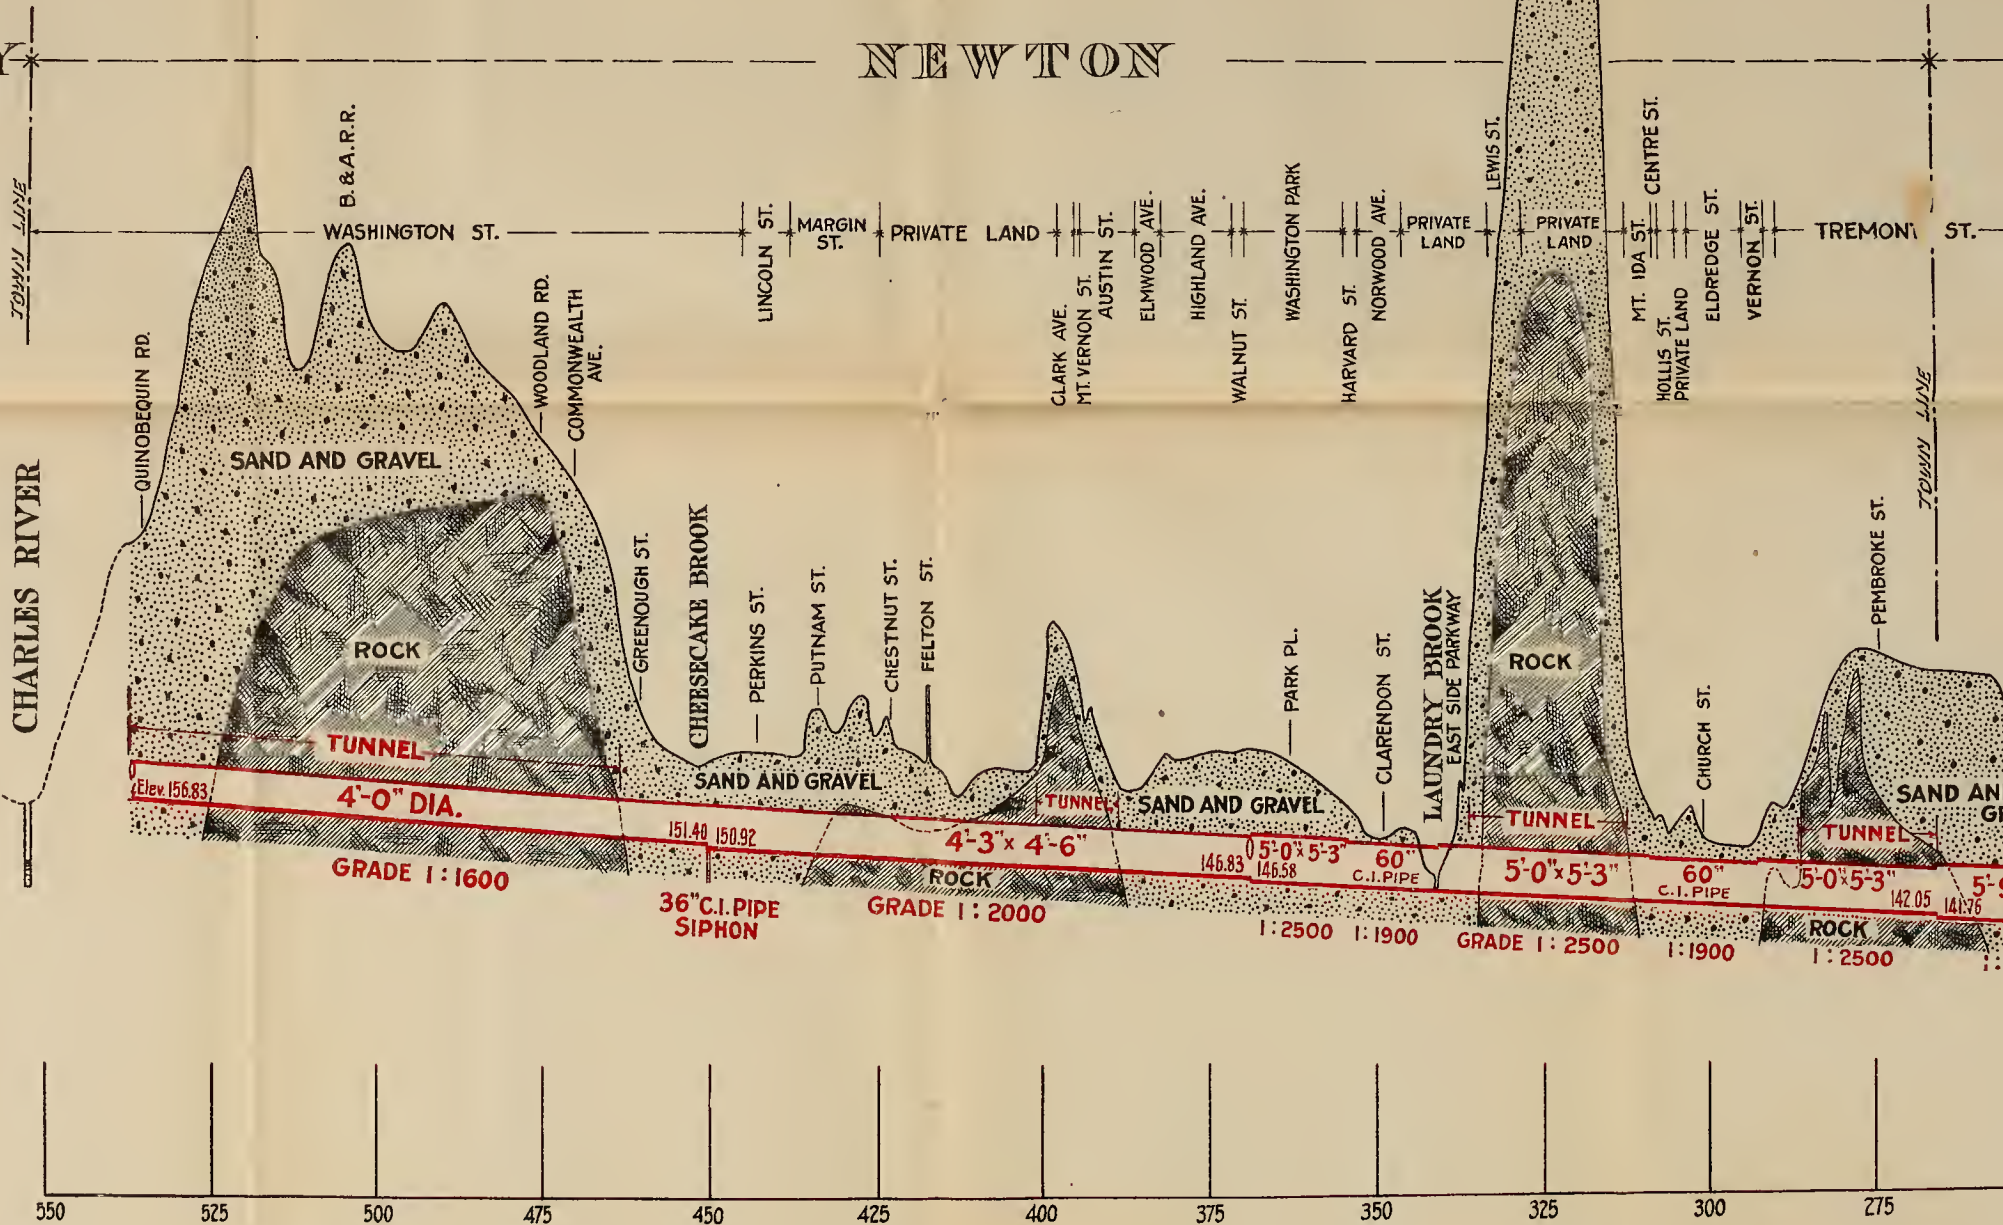 Y
NEWTON
TOWN LINE
B. & A. R. R.
WASHINGTON ST.
LINCOLN ST.
MARGIN
ST.
PRIVATE LAND
CLARK AVE.
MT. VERNON ST.
AUSTIN ST.
ELMWOOD AVE.
HIGHLAND AVE.
WALNUT ST.
WASHINGTON PARK
HARVARD ST.
NORWOOD AVE.
PRIVATE
LAND
LEWIS ST.
PRIVATE
LAND
MT. IDA ST.
CENTRE ST.
HOLLIS ST.
PRIVATE LAND
ELDREDGE ST.
VERNON ST.
TREMONT ST.
TOWN LINE
CHARLES RIVER
QUINOBEQUIN RD.
WOODLAND RD.
COMMONWEALTH
AVE.
SAND AND GRAVEL
ROCK
GREENOUGH ST.
CHEESECAKE BROOK
PERKINS ST.
PUTNAM ST.
CHESTNUT ST.
FELTON ST.
PARK PL.
CLARENDON ST.
LAUNDRY BROOK
EAST SIDE PARKWAY
ROCK
CHURCH ST.
PEMBROKE ST.
TUNNEL
SAND AND GRAVEL
TUNNEL
SAND AND GRAVEL
TUNNEL
TUNNEL
SAND AN
G
Elev. 156.83
4'-0" DIA.
151.40 150.92
4'-3" x 4'-6"
146.83 146.58
5'-0" x 5'-3"
60"
C.I. PIPE
5'-0" x 5'-3"
60"
C.I. PIPE
5'-0" x 5'-3"
142.05 141.76
5'-9
ROCK
ROCK
GRADE 1:1600
36" C.I. PIPE
SIPHON
GRADE 1:2000
1:2500
1:1900
GRADE 1:2500
1:1900
1:2500
1:
550 525 500 475 450 425 400 375 350 325 300 275